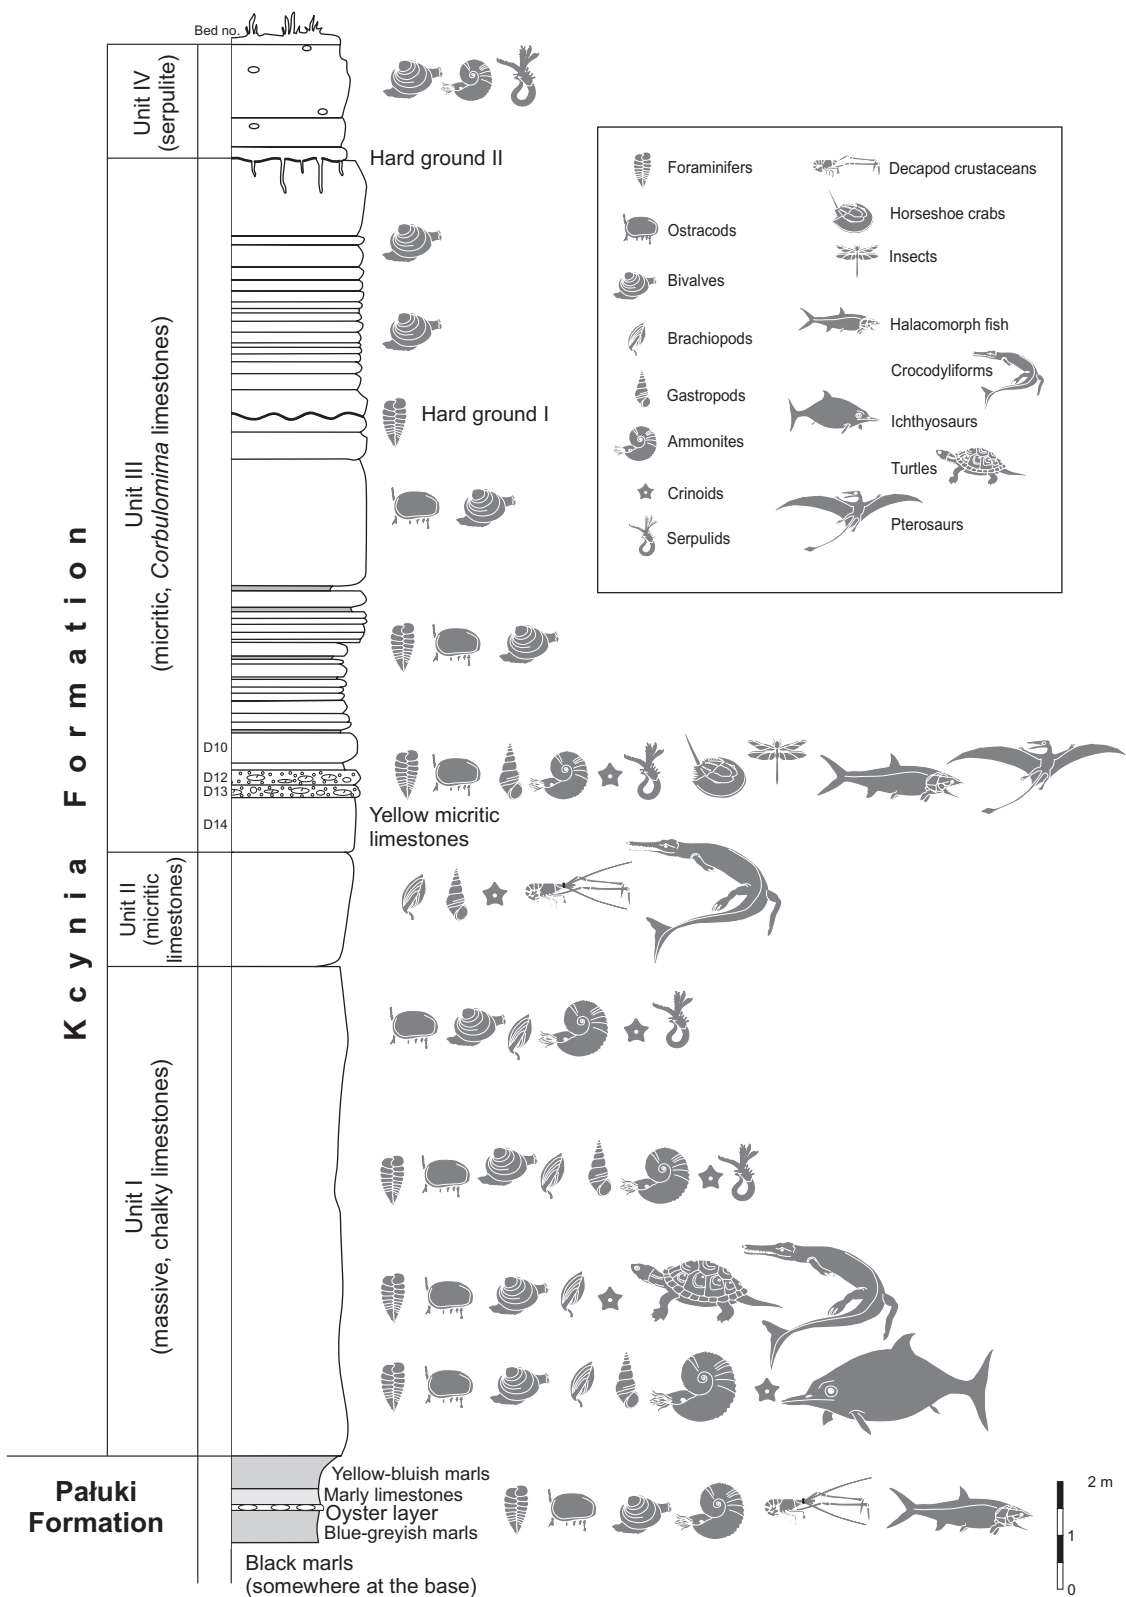 Bed no.
Unit IV
(serpulite)
Hard ground II
Foraminifers
Ostracods
Bivalves
Brachiopods
Gastropods
Ammonites
Crinoids
Serpulids
Decapod crustaceans
Horseshoe crabs
Insects
Halacomorph fish
Crocodyliforms
Ichthyosaurs
Turtles
Pterosaurs
Hard ground I
Kcynia Formation
Unit III
(micritic, Corbulomima limestones)
D10
D12
D13
D14
Yellow micritic
limestones
Unit II
(micritic
limestones)
Unit I
(massive, chalky limestones)
Pałuki
Formation
Yellow-bluish marls
Marly limestones
Oyster layer
Blue-greyish marls
Black marls
(somewhere at the base)
2 m
1
0